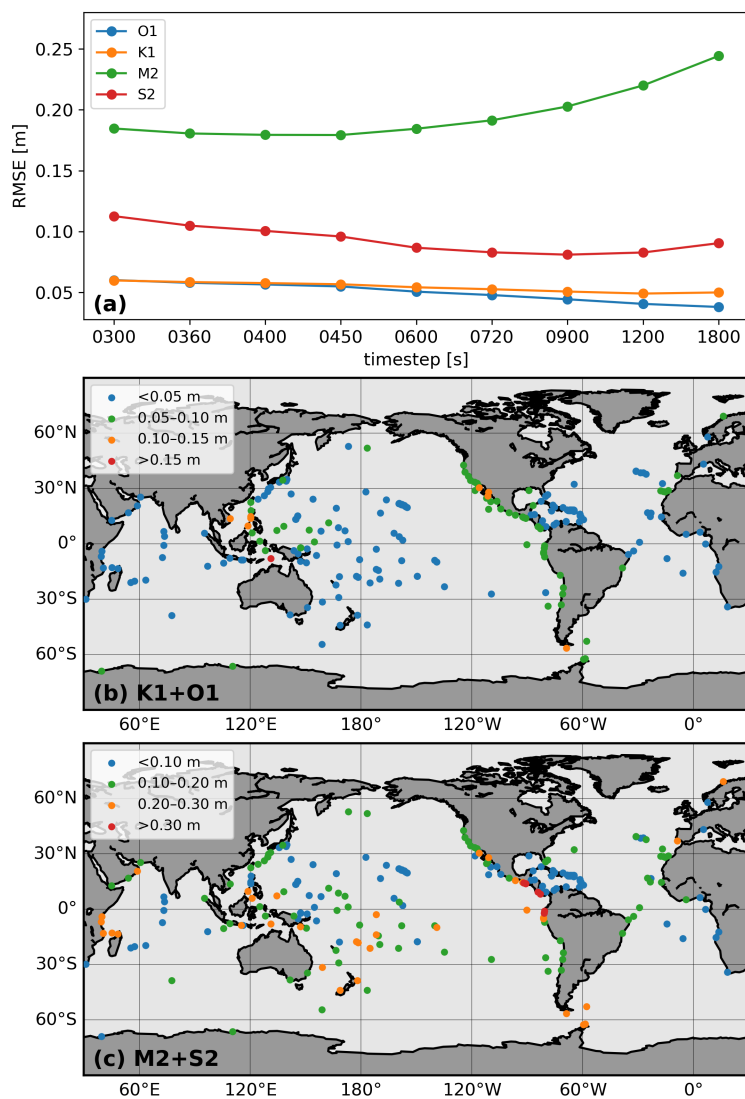 O1
K1
M2
S2
0.25
0.20
0.15
0.10
0.05
RMSE [m]
(a)
0300 0360 0400 0450 0600 0720 0900 1200 1800
timestep [s]
<0.05 m
0.05–0.10 m
0.10–0.15 m
>0.15 m
60°N
30°N
0°
30°S
60°S
(b) K1+O1
60°E 120°E 180° 120°W 60°W 0°
<0.10 m
0.10–0.20 m
0.20–0.30 m
>0.30 m
60°N
30°N
0°
30°S
60°S
(c) M2+S2
60°E 120°E 180° 120°W 60°W 0°